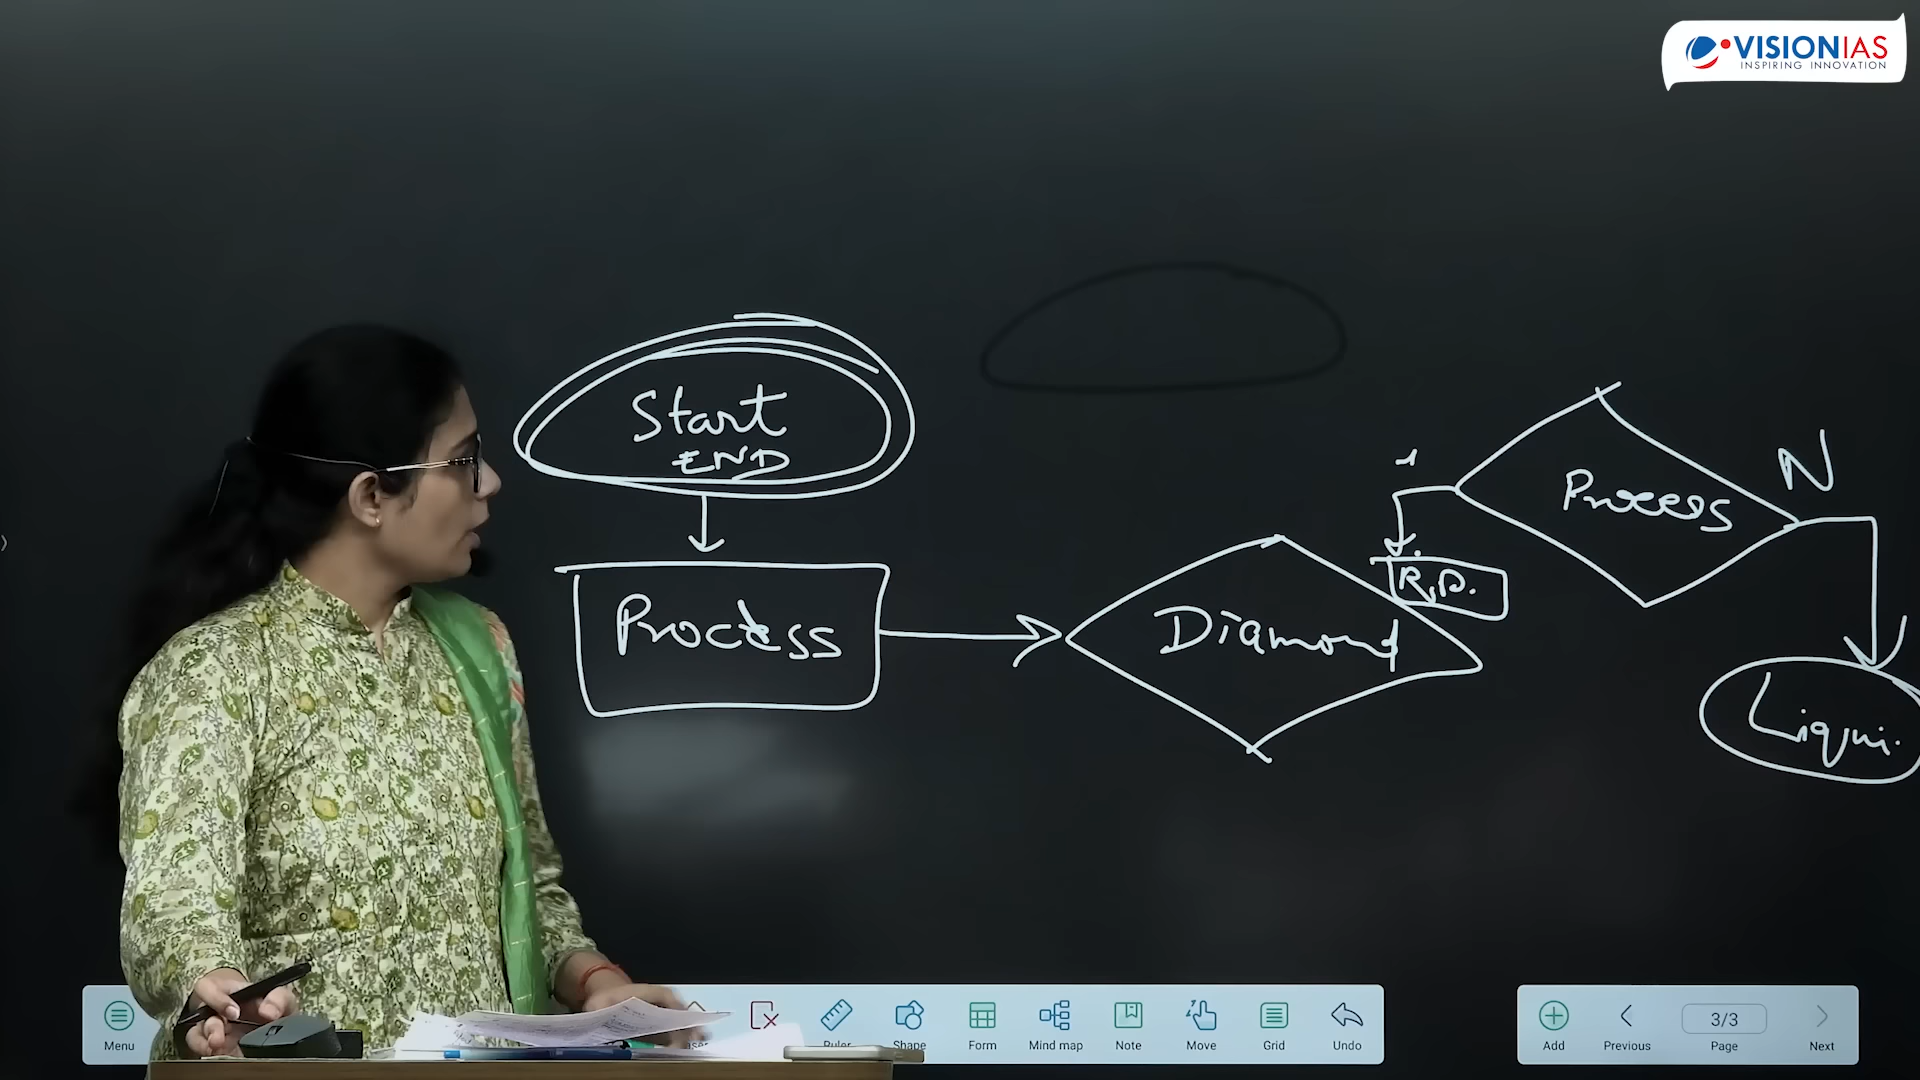 VISIONIAS
INSPIRING INNOVATION
Start
END
Process
Diamond
Process
N
R.D.
Liqui.
Menu
Ruler
Shape
Form
Mind map
Note
Move
Grid
Undo
Add
Previous
3/3
Page
Next